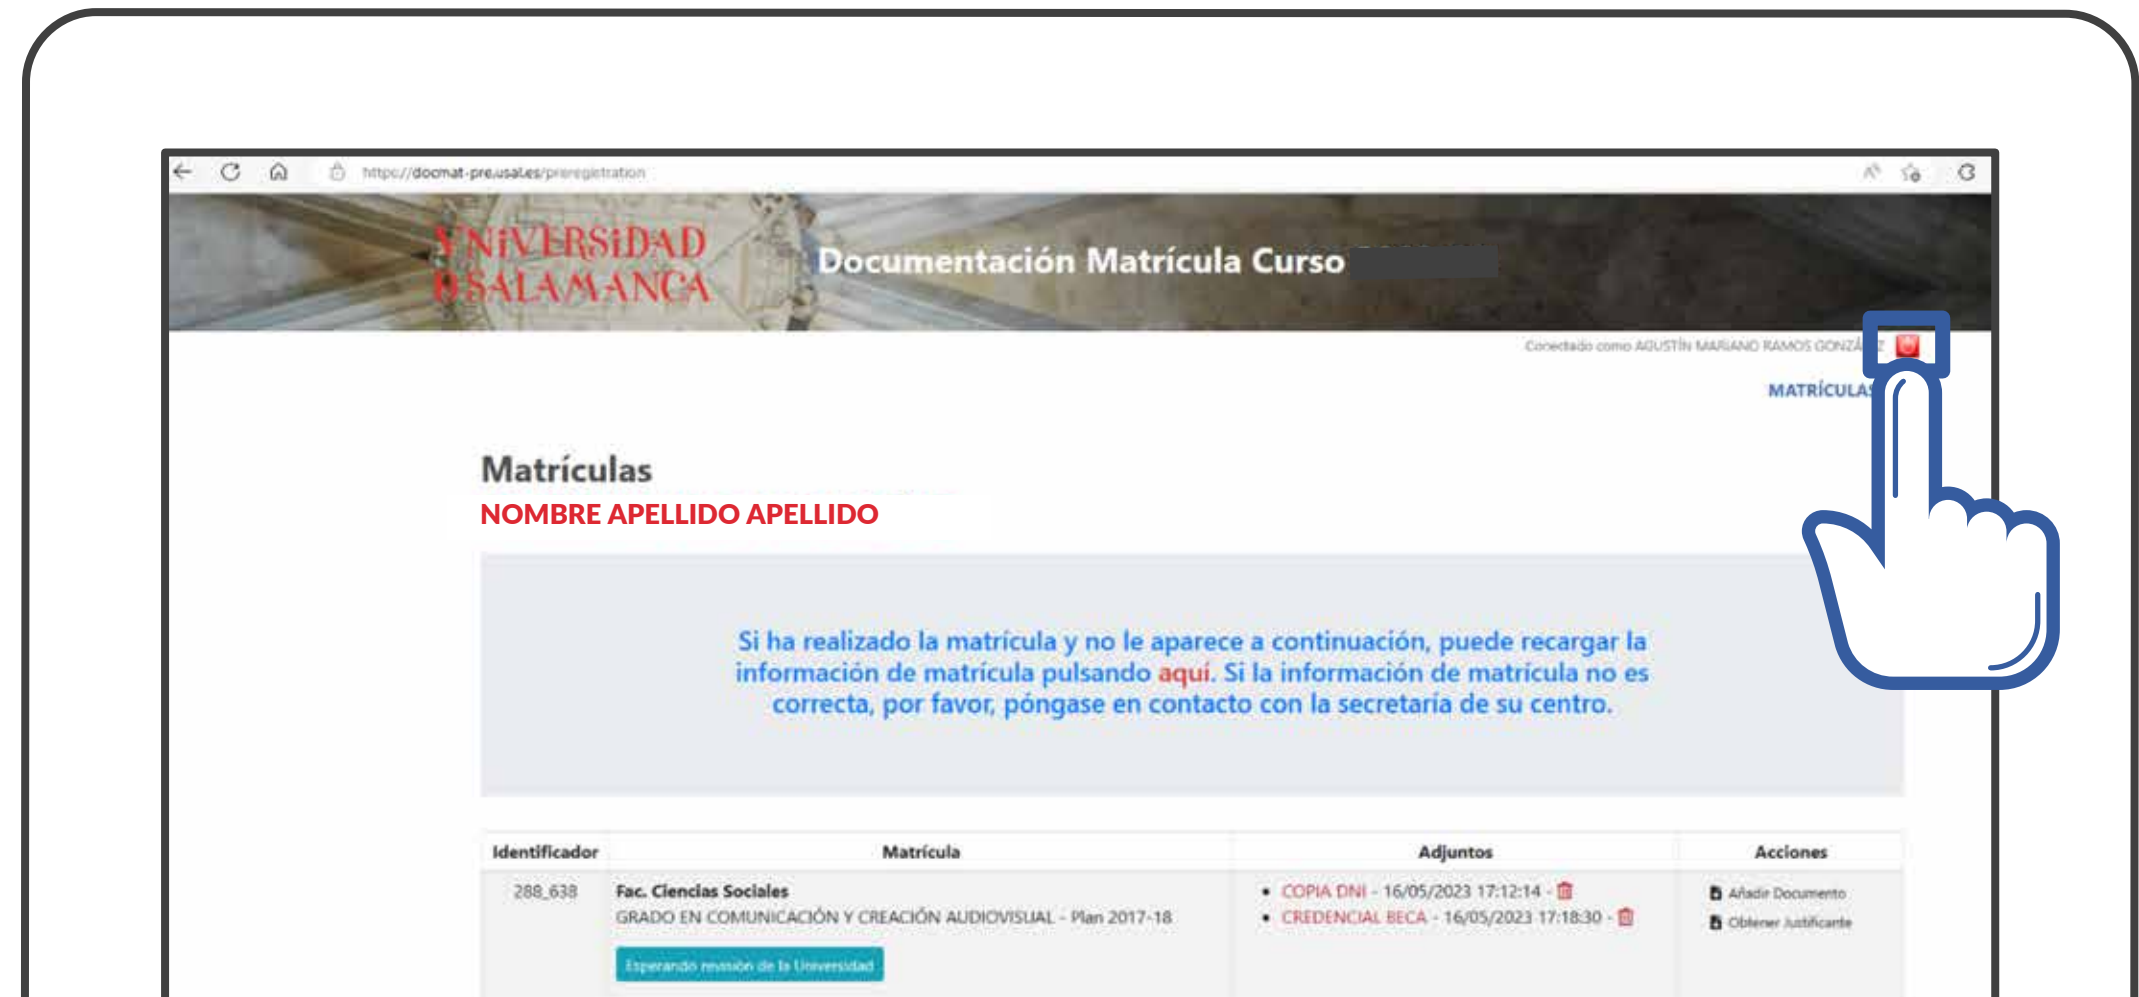 https://docmat-pre.usal.es/preregistration
VNiVERSiDAD
DSALAMANCA
Documentación Matrícula Curso
Conectado como AGUSTÍN MARIANO RAMOS
MATRÍCULAS
Matrículas
NOMBRE APELLIDO APELLIDO
Si ha realizado la matrícula y no le aparece a continuación, puede recargar la
información de matrícula pulsando aquí. Si la información de matrícula no es
correcta, por favor, póngase en contacto con la secretaría de su centro.
Identificador Matrícula Adjuntos Acciones
288_638 Fac. Ciencias Sociales • COPIA DNI - 16/05/2023 17:12:14 - Añadir Documento
GRADO EN COMUNICACIÓN Y CREACIÓN AUDIOVISUAL - Plan 2017-18 • CREDENCIAL BECA - 16/05/2023 17:18:30 - Obtener Justificante
Esperando revisión de la Universidad